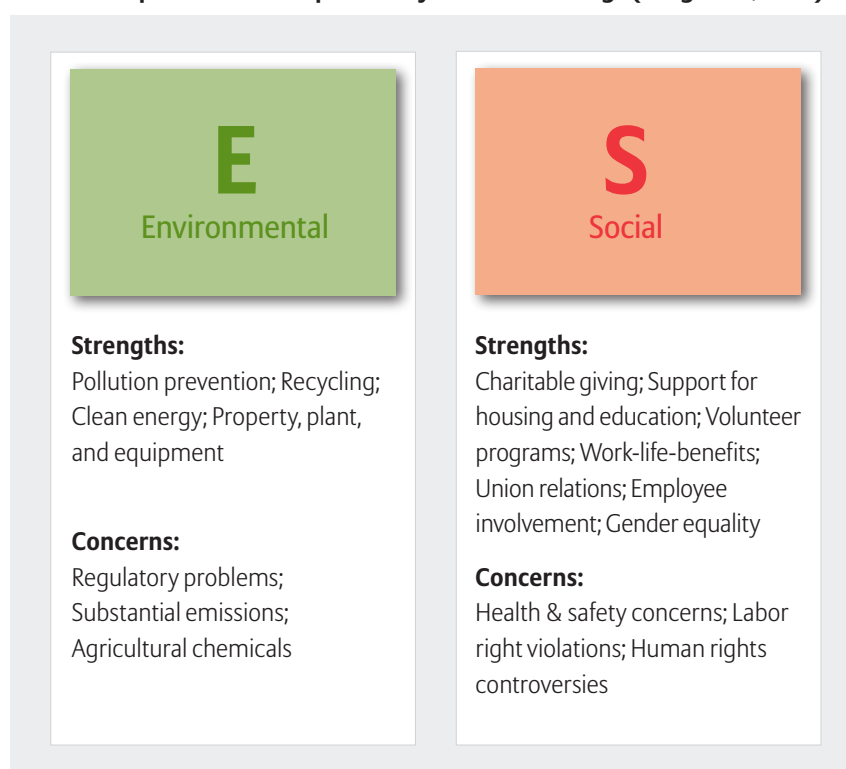 E
Environmental
Strengths:
Pollution prevention; Recycling;
Clean energy; Property, plant,
and equipment
Concerns:
Regulatory problems;
Substantial emissions;
Agricultural chemicals
S
Social
Strengths:
Charitable giving; Support for
housing and education; Volunteer
programs; Work-life-benefits;
Union relations; Employee
involvement; Gender equality
Concerns:
Health & safety concerns; Labor
right violations; Human rights
controversies